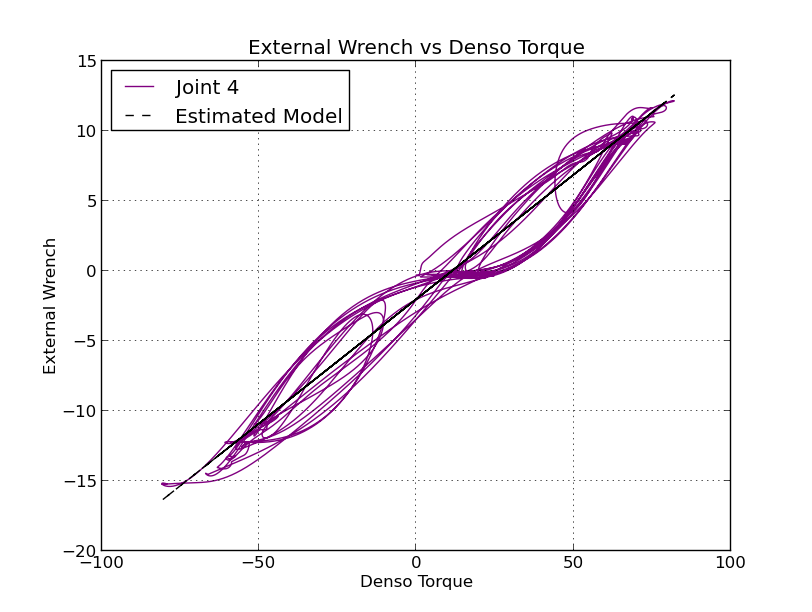 External Wrench vs Denso Torque
Joint 4
Estimated Model
15
10
5
0
−5
−10
−15
−20
External Wrench
−100
−50
0
50
100
Denso Torque